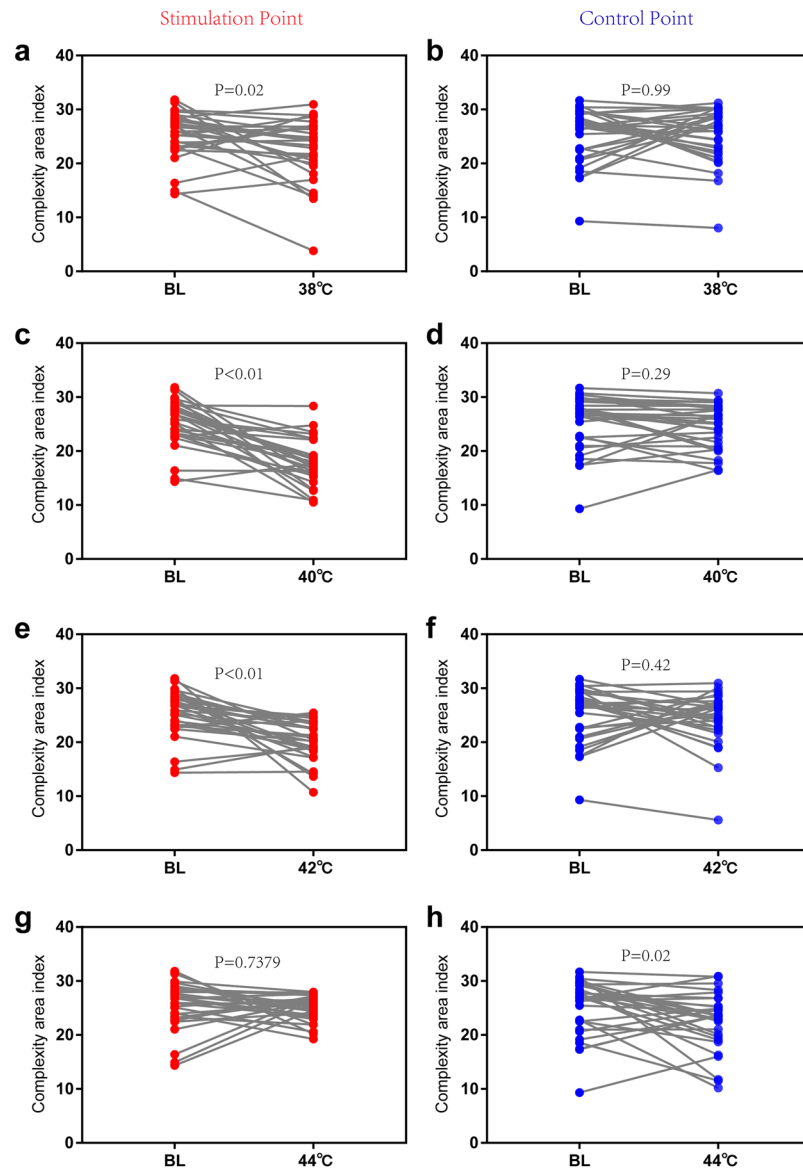 Stimulation Point
Control Point
a
b
P=0.02
P=0.99
Complexity area index
40
30
20
10
0
BL
38℃
Complexity area index
40
30
20
10
0
BL
38℃
c
d
P<0.01
P=0.29
Complexity area index
40
30
20
10
0
BL
40℃
Complexity area index
40
30
20
10
0
BL
40℃
e
f
P<0.01
P=0.42
Complexity area index
40
30
20
10
0
BL
42℃
Complexity area index
40
30
20
10
0
BL
42℃
g
h
P=0.7379
P=0.02
Complexity area index
40
30
20
10
0
BL
44℃
Complexity area index
40
30
20
10
0
BL
44℃